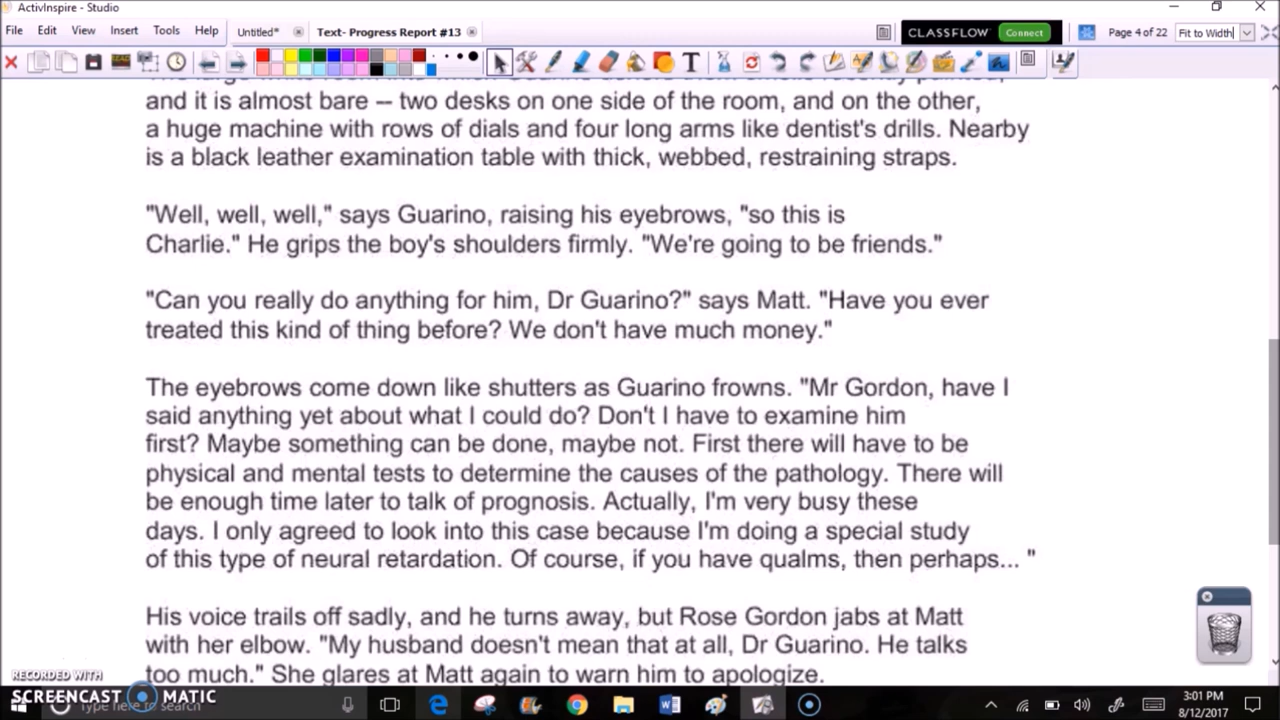 ActivInspire - Studio
File Edit View Insert Tools Help
Untitled*
Text- Progress Report #13
CLASSFLOW Connect
Page 4 of 22
Fit to Width
and it is almost bare -- two desks on one side of the room, and on the other,
a huge machine with rows of dials and four long arms like dentist's drills. Nearby
is a black leather examination table with thick, webbed, restraining straps.
"Well, well, well," says Guarino, raising his eyebrows, "so this is
Charlie." He grips the boy's shoulders firmly. "We're going to be friends."
"Can you really do anything for him, Dr Guarino?" says Matt. "Have you ever
treated this kind of thing before? We don't have much money."
The eyebrows come down like shutters as Guarino frowns. "Mr Gordon, have I
said anything yet about what I could do? Don't I have to examine him
first? Maybe something can be done, maybe not. First there will have to be
physical and mental tests to determine the causes of the pathology. There will
be enough time later to talk of prognosis. Actually, I'm very busy these
days. I only agreed to look into this case because I'm doing a special study
of this type of neural retardation. Of course, if you have qualms, then perhaps... "
His voice trails off sadly, and he turns away, but Rose Gordon jabs at Matt
with her elbow. "My husband doesn't mean that at all, Dr Guarino. He talks
too much." She glares at Matt again to warn him to apologize.
RECORDED WITH
SCREENCAST MATIC
Type here to search
3:01 PM
8/12/2017